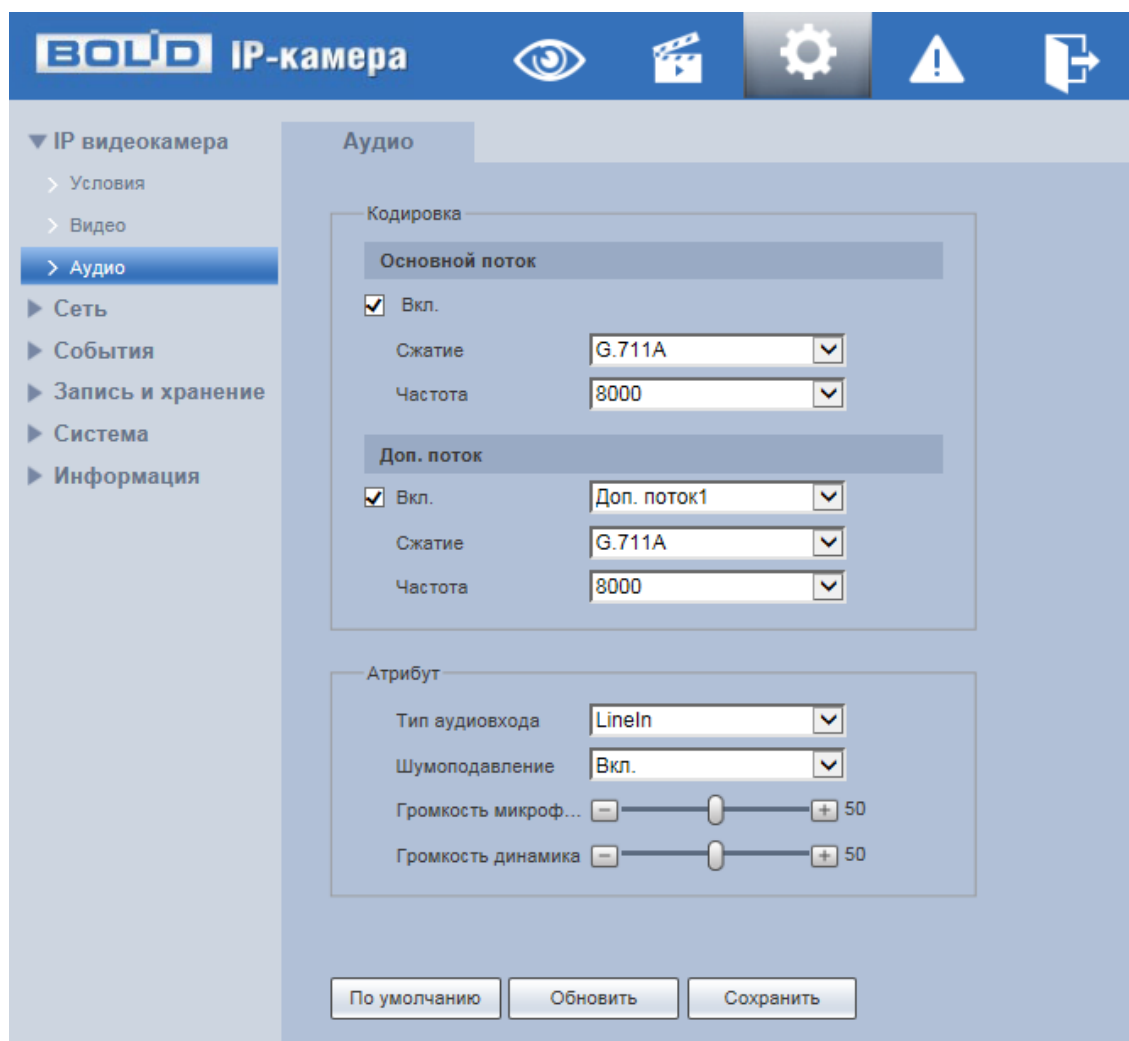 BOLID IP-камера
IP видеокамера
Условия
Видео
Аудио
Сеть
События
Запись и хранение
Система
Информация
Аудио
Кодировка
Основной поток
Вкл.
Сжатие G.711A
Частота 8000
Доп. поток
Вкл. Доп. поток1
Сжатие G.711A
Частота 8000
Атрибут
Тип аудиовхода LineIn
Шумоподавление Вкл.
Громкость микроф... 50
Громкость динамика 50
По умолчанию Обновить Сохранить